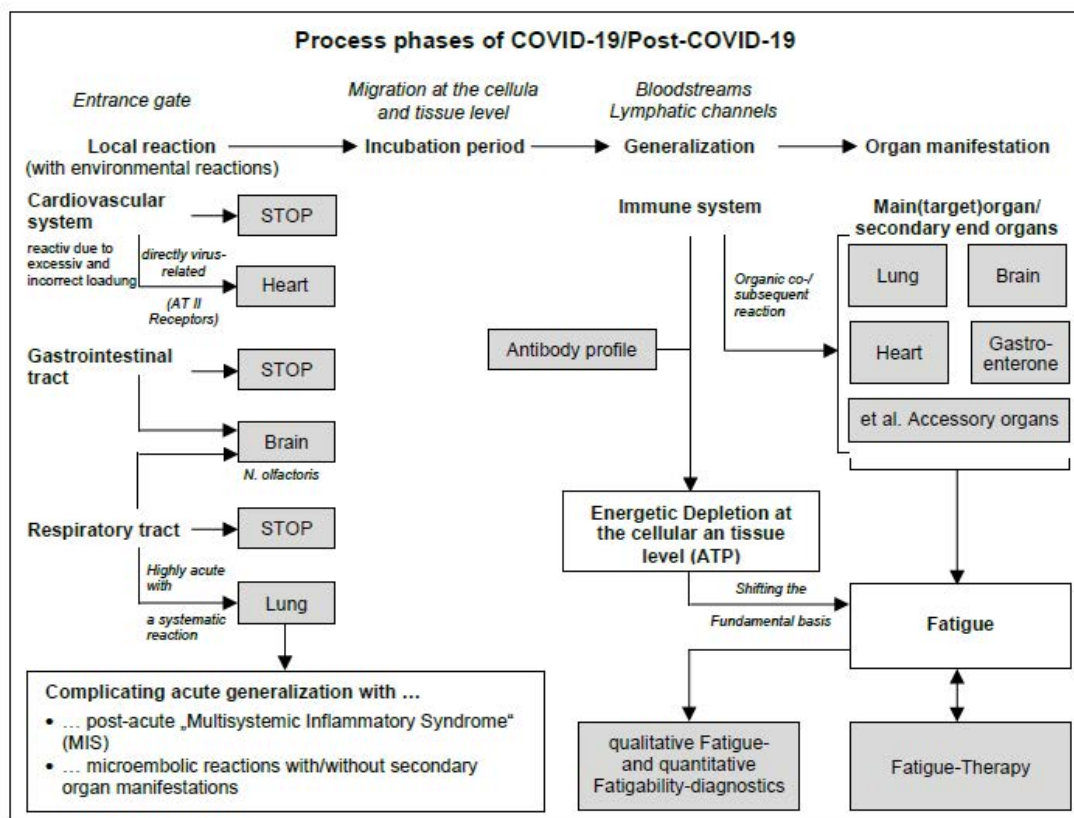 Process phases of COVID-19/Post-COVID-19
Entrance gate
Migration at the cellula
and tissue level
Bloodstreams
Lymphatic channels
Local reaction
(with environmental reactions)
Incubation period
Generalization
Organ manifestation
Cardiovascular
system
STOP
reactiv due to
excessiv and
incorrect loadung
directly virus-
related
(AT II
Receptors)
Heart
Gastrointestinal
tract
STOP
Brain
N. olfactoris
Respiratory tract
STOP
Highly acute
with
a systematic
reaction
Lung
Complicating acute generalization with …
• … post-acute „Multisystemic Inflammatory Syndrome“
(MIS)
• … microembolic reactions with/without secondary
organ manifestations
Immune system
Organic co-/
subsequent
reaction
Antibody profile
Main(target)organ/
secondary end organs
Lung
Brain
Heart
Gastro-
enterone
et al. Accessory organs
Energetic Depletion at
the cellular an tissue
level (ATP)
Shifting the
Fundamental basis
Fatigue
qualitative Fatigue-
and quantitative
Fatigability-diagnostics
Fatigue-Therapy